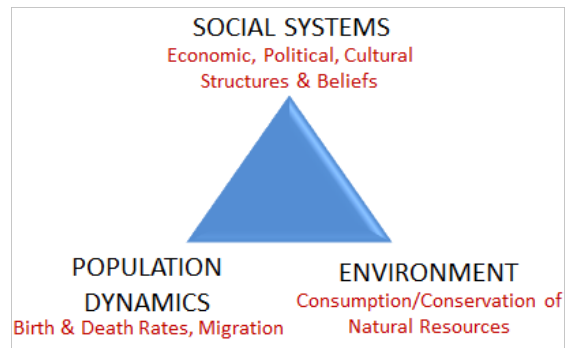 SOCIAL SYSTEMS
Economic, Political, Cultural
Structures & Beliefs
POPULATION
DYNAMICS
Birth & Death Rates, Migration
ENVIRONMENT
Consumption/Conservation of
Natural Resources